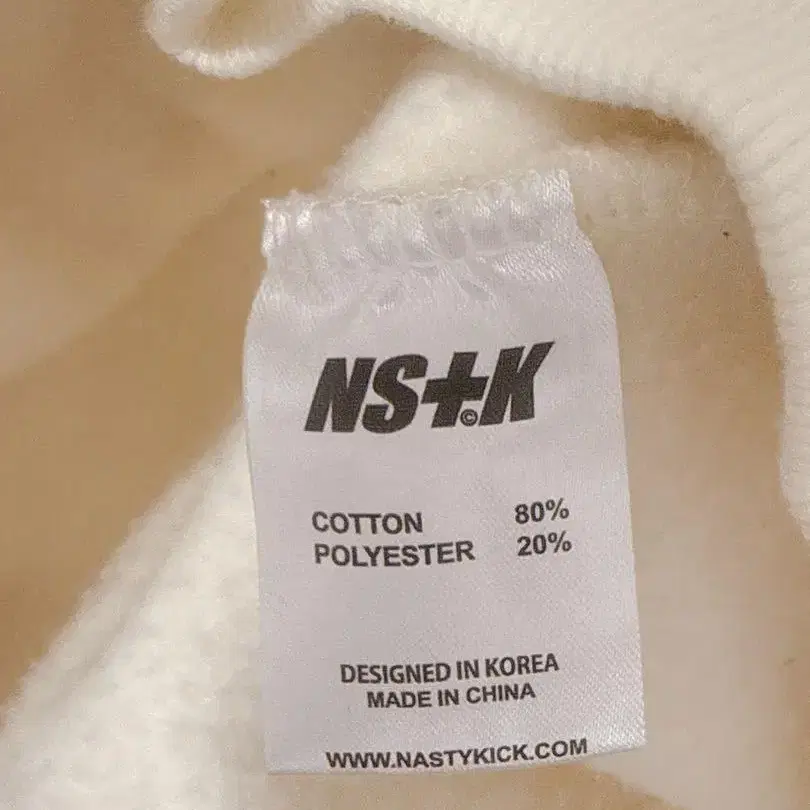 NS+K
©
COTTON 80%
POLYESTER 20%
DESIGNED IN KOREA
MADE IN CHINA
WWW.NASTYKICK.COM